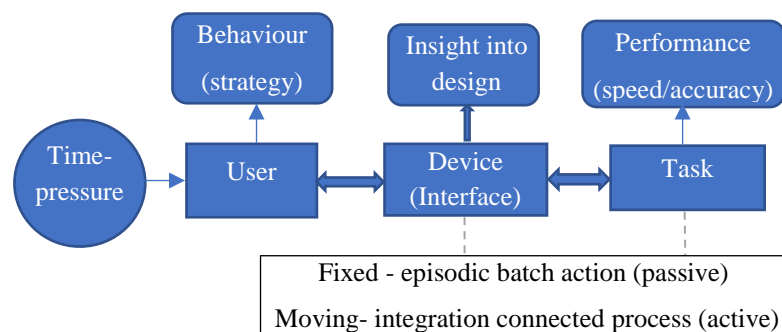 Behaviour
(strategy)
Insight into
design
Performance
(speed/accuracy)
Time-
pressure
User
Device
(Interface)
Task
Fixed - episodic batch action (passive)
Moving- integration connected process (active)